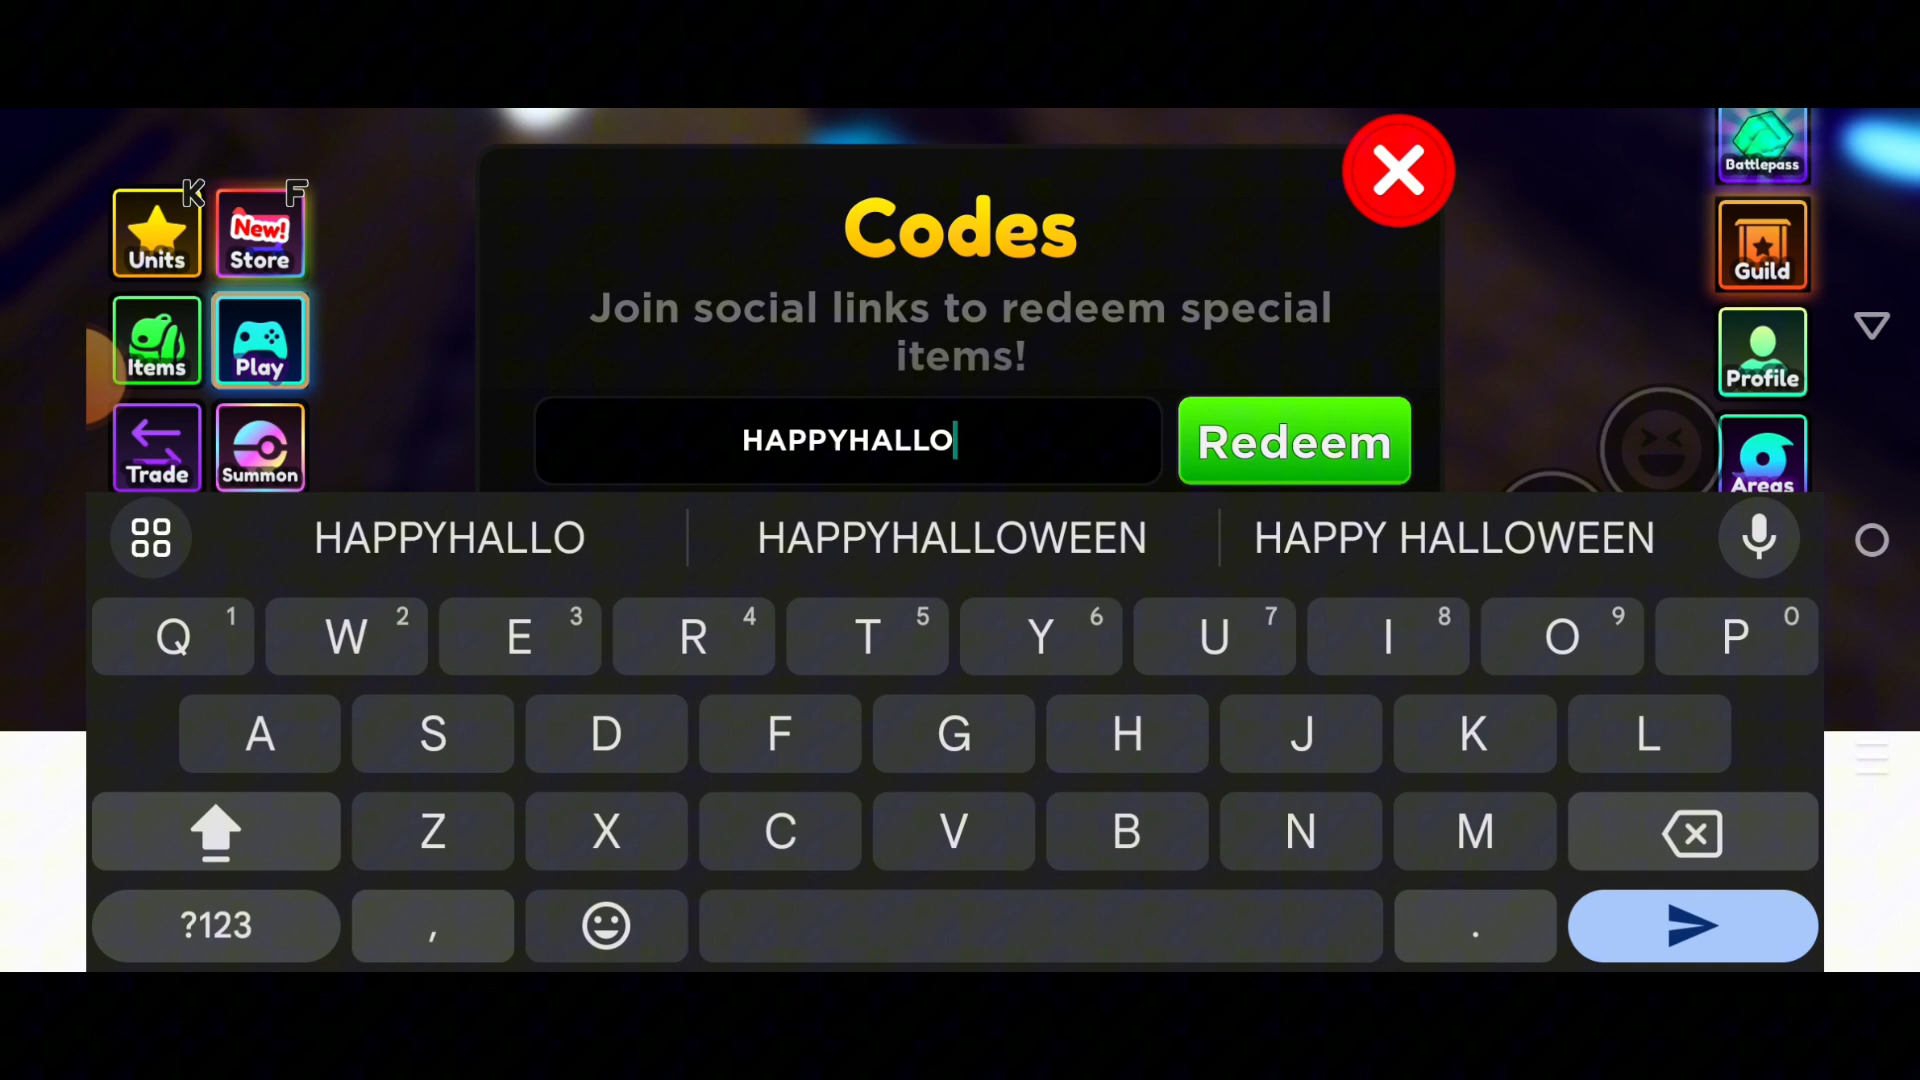 K
F
Units
New!
Store
Items
Play
Trade
Summon
Codes
Join social links to redeem special
items!
HAPPYHALLO
Redeem
Battlepass
Guild
Profile
Areas
HAPPYHALLO
HAPPYHALLOWEEN
HAPPY HALLOWEEN
Q 1 W 2 E 3 R 4 T 5 Y 6 U 7 I 8 O 9 P 0
A S D F G H J K L
Z X C V B N M
?123 , .